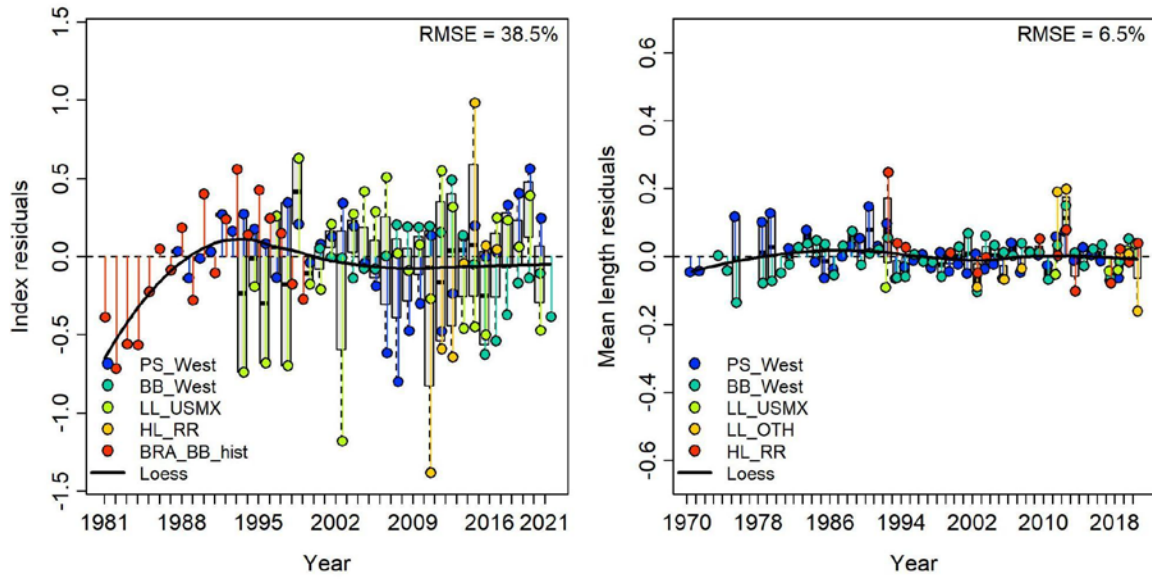 RMSE = 38.5%
Index residuals
1.5
1.0
0.5
0.0
-0.5
-1.0
-1.5
PS_West
BB_West
LL_USMX
HL_RR
BRA_BB_hist
Loess
1981 1988 1995 2002 2009 2016 2021
Year
RMSE = 6.5%
Mean length residuals
0.6
0.4
0.2
0.0
-0.2
-0.4
-0.6
PS_West
BB_West
LL_USMX
LL_OTH
HL_RR
Loess
1970 1978 1986 1994 2002 2010 2018
Year